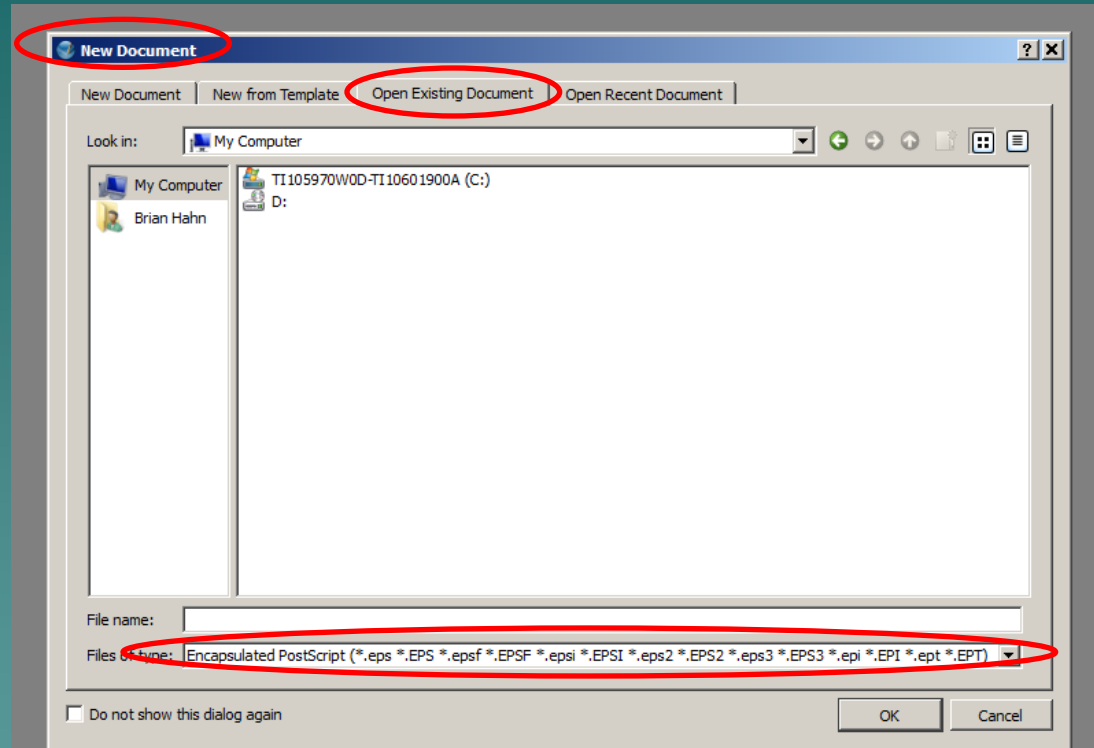 New Document
New Document New from Template Open Existing Document Open Recent Document
Look in: My Computer
My Computer
Brian Hahn
TI105970W0D-TI10601900A (C:)
D:
File name:
Files of type: Encapsulated PostScript (*.eps *.EPS *.epsf *.EPSF *.epsi *.EPSI *.eps2 *.EPS2 *.eps3 *.EPS3 *.epi *.EPI *.ept *.EPT)
Do not show this dialog again
OK Cancel